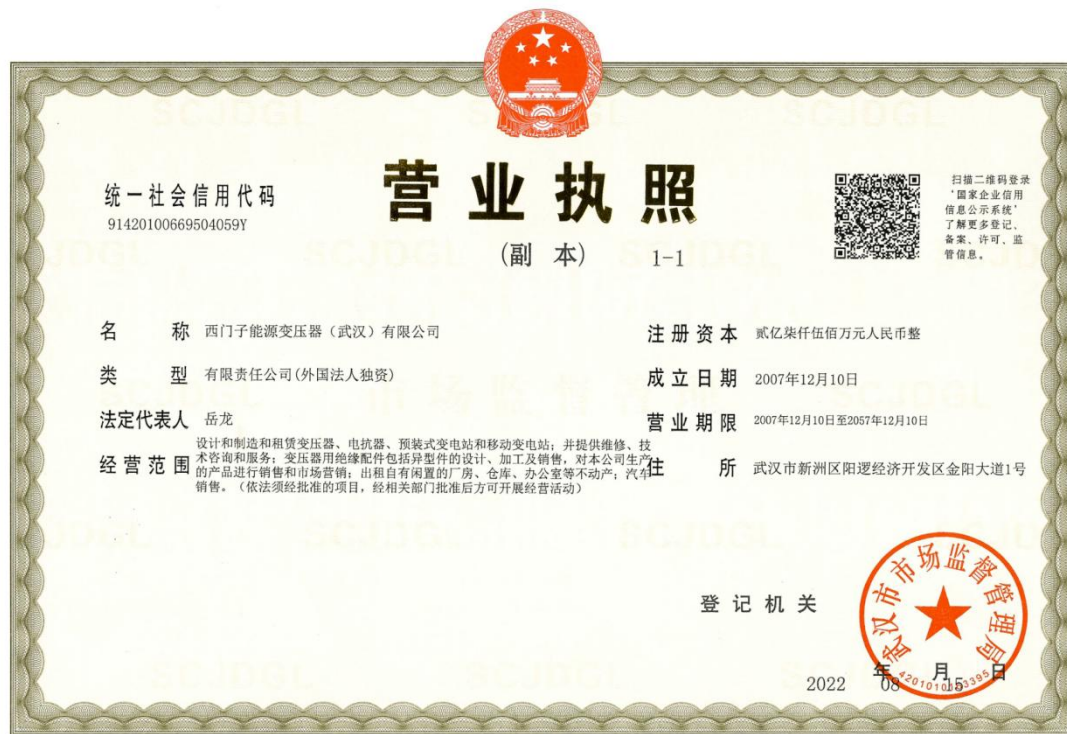 营业执照
(副 本) 1-1
统一社会信用代码
91420100669504059Y
扫描二维码登录
‘国家企业信用
信息公示系统’
了解更多登记、
备案、许可、监
管信息。
名 称 西门子能源变压器（武汉）有限公司
类 型 有限责任公司(外国法人独资)
法定代表人 岳龙
经营范围 设计和制造和租赁变压器、电抗器、预装式变电站和移动变电站；并提供维修、技
术咨询和服务；变压器用绝缘配件包括异型件的设计、加工及销售，对本公司生产
的产品进行销售和市场营销；出租自有闲置的厂房、仓库、办公室等不动产；汽车
销售。（依法须经批准的项目，经相关部门批准后方可开展经营活动）
注册资本 贰亿柒仟伍佰万元人民币整
成立日期 2007年12月10日
营业期限 2007年12月10日至2057年12月10日
住 所 武汉市新洲区阳逻经济开发区金阳大道1号
登记机关
武汉市市场监督管理局
2022 年 08 月 15 日
SCJDGL
市场监督管理